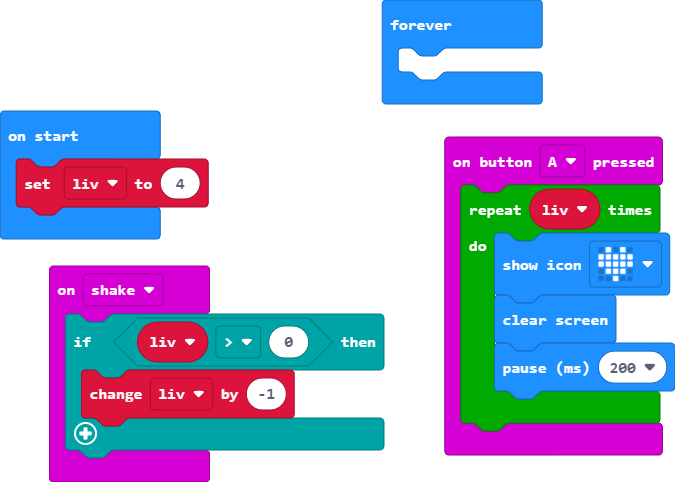 forever
on start
set liv to 4
on button A pressed
repeat liv times
do
show icon
clear screen
pause (ms) 200
on shake
if liv > 0 then
change liv by -1